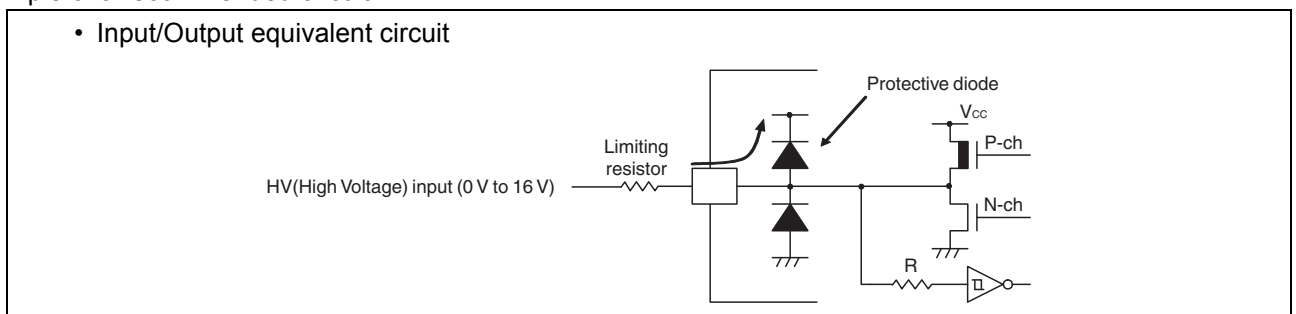 • Input/Output equivalent circuit
Protective diode
Vcc
P-ch
Limiting
resistor
HV(High Voltage) input (0 V to 16 V)
N-ch
R